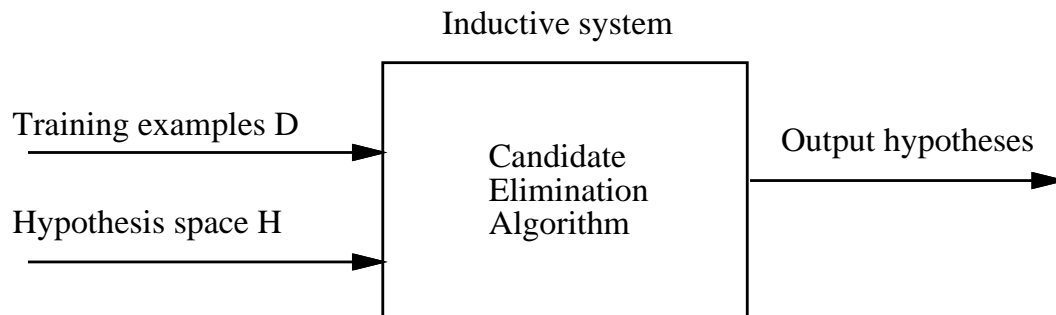 Inductive system
Training examples D
Hypothesis space H
Candidate
Elimination
Algorithm
Output hypotheses